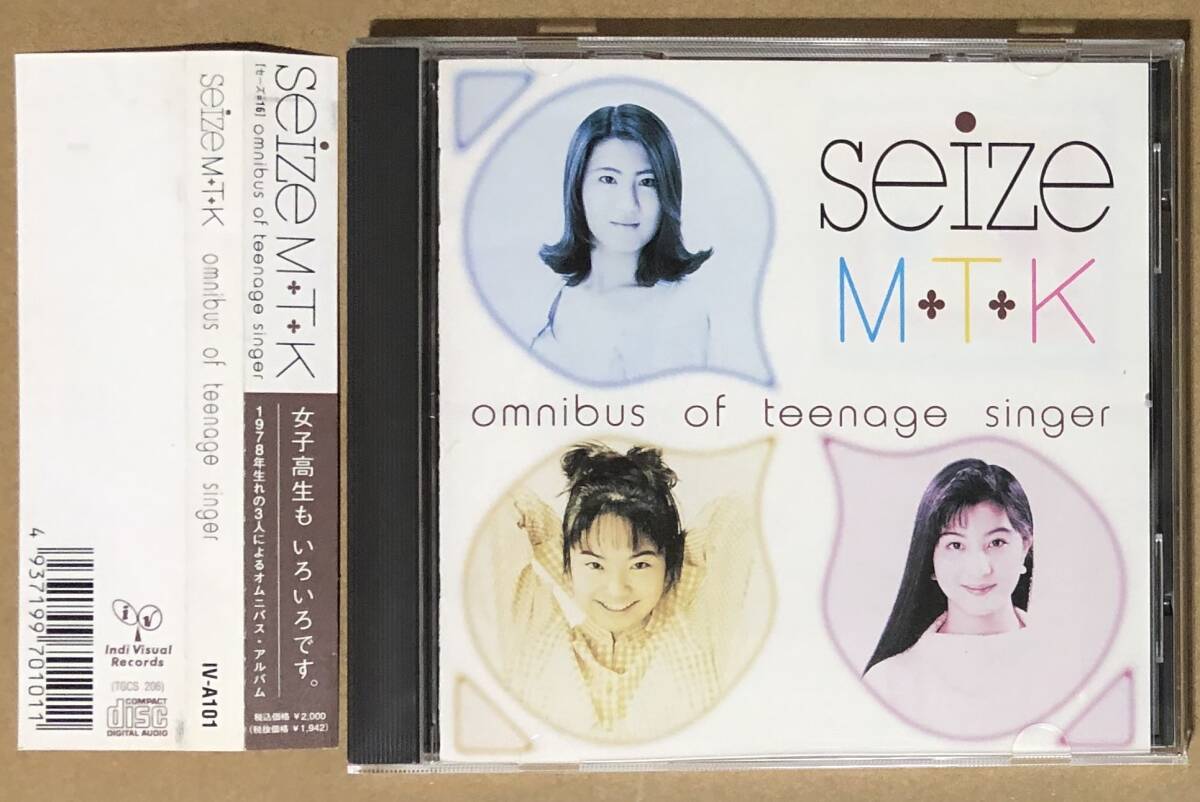 seize M✤T✤K
omnibus of teenage singer
4 937199 701011
Indi Visual
Records
(TGCS 206)
COMPACT
disc
DIGITAL AUDIO
IV-A101
seize M✤T✤K
【セーズ=16】 omnibus of teenage singer
女子高生も いろいろです。
1978年生れの3人によるオムニバス・アルバム
税込価格 ￥2,000
(税抜価格 ￥1,942)
seize
M✤T✤K
omnibus of teenage singer